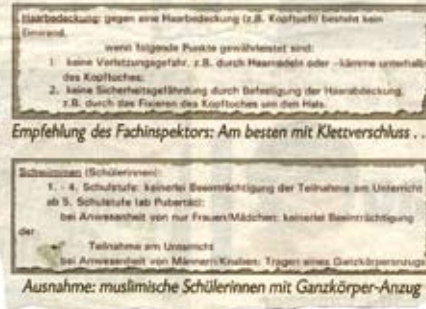 Haarbedeckung: gegen eine Haarbedeckung (z.B. Kopftuch) besteht kein
Einwand,
wenn folgende Punkte gewährleistet sind:
1. keine Verletzungsgefahr, z.B. durch Haarnadeln oder -kämme unterhalb
des Kopftuches;
2. keine Sicherheitsgefährdung durch Befestigung der Haarabdeckung,
z.B. durch das Fixieren des Kopftuches um den Hals.
Empfehlung des Fachinspektors: Am besten mit Klettverschluss . .
Schwimmen (Schülerinnen):
1. - 4. Schulstufe: keinerlei Beeinträchtigung der Teilnahme am Unterricht
ab 5. Schulstufe (ab Pubertät):
bei Anwesenheit von nur Frauen/Mädchen: keinerlei Beeinträchtigung
der
Teilnahme am Unterricht
bei Anwesenheit von Männern/Knaben: Tragen eines Ganzkörperanzugs
Ausnahme: muslimische Schülerinnen mit Ganzkörper-Anzug